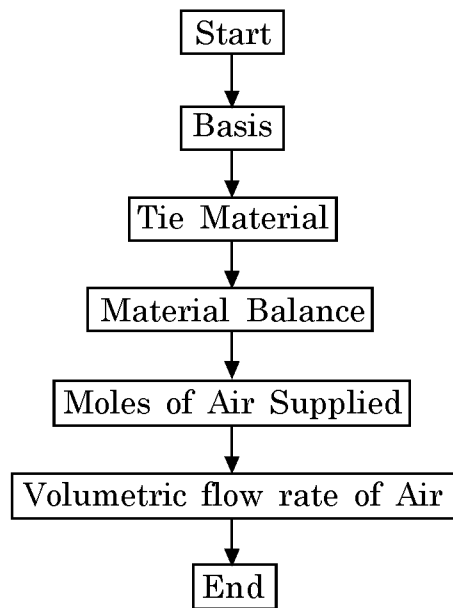 Start
Basis
Tie Material
Material Balance
Moles of Air Supplied
Volumetric flow rate of Air
End